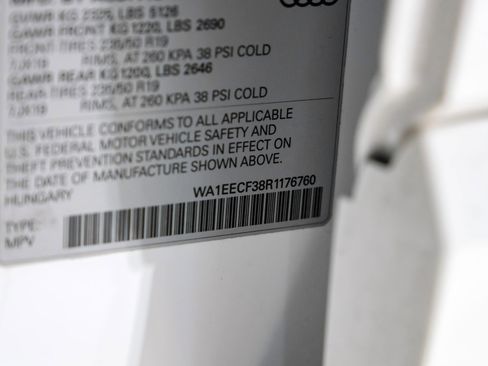 GVWR KG 2325, LBS 5126
GAWR FRONT KG 1220, LBS 2690
FRONT TIRES 235/50 R19
RIMS, AT 260 KPA 38 PSI COLD
GAWR REAR KG 1200, LBS 2646
REAR TIRES 235/50 R19
RIMS, AT 260 KPA 38 PSI COLD
THIS VEHICLE CONFORMS TO ALL APPLICABLE
U.S. FEDERAL MOTOR VEHICLE SAFETY AND
THEFT PREVENTION STANDARDS IN EFFECT ON
THE DATE OF MANUFACTURE SHOWN ABOVE.
HUNGARY WA1EECF38R1176760
TYPE:
MPV